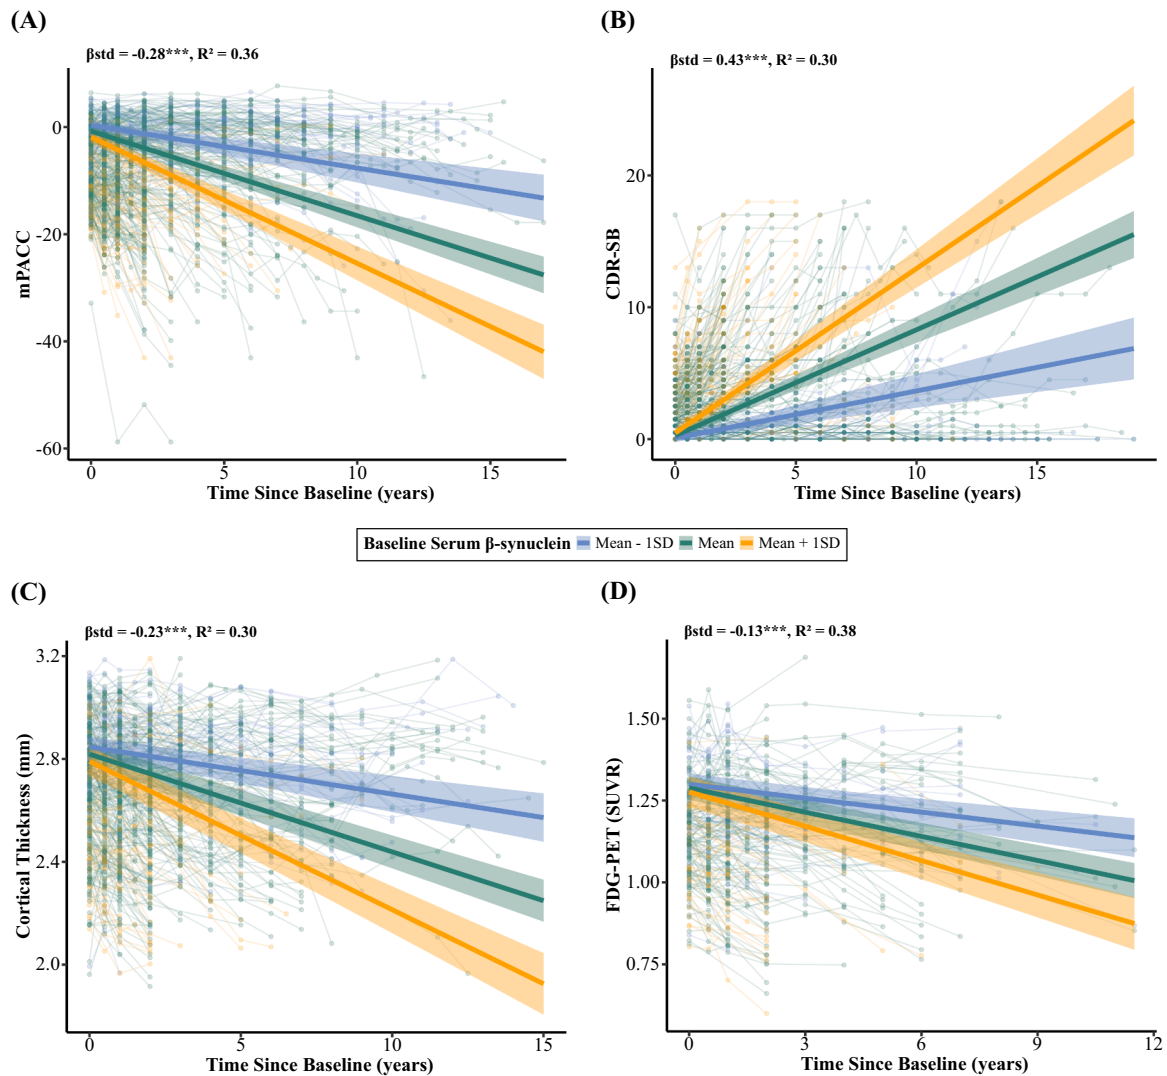 (A)
βstd = -0.28***, R² = 0.36
mPACC
0
-20
-40
-60
0 5 10 15
Time Since Baseline (years)
(B)
βstd = 0.43***, R² = 0.30
CDR-SB
20
10
0
0 5 10 15
Time Since Baseline (years)
Baseline Serum β-synuclein Mean - 1SD Mean Mean + 1SD
(C)
βstd = -0.23***, R² = 0.30
Cortical Thickness (mm)
3.2
2.8
2.4
2.0
0 5 10 15
Time Since Baseline (years)
(D)
βstd = -0.13***, R² = 0.38
FDG-PET (SUVR)
1.50
1.25
1.00
0.75
0 3 6 9 12
Time Since Baseline (years)